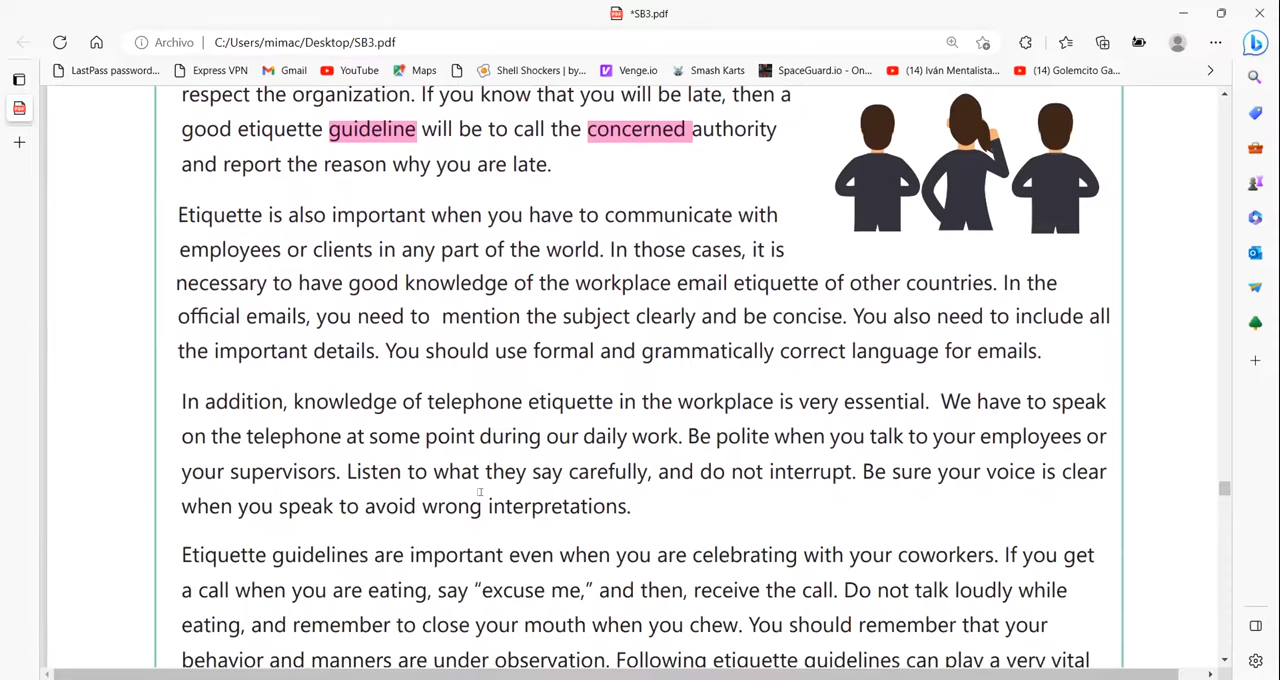 *SB3.pdf
Archivo C:/Users/mimac/Desktop/SB3.pdf
LastPass password... Express VPN Gmail YouTube Maps Shell Shockers | by... Venge.io Smash Karts SpaceGuard.io - On... (14) Iván Mentalista... (14) Golemcito Ga...
respect the organization. If you know that you will be late, then a
good etiquette guideline will be to call the concerned authority
and report the reason why you are late.
Etiquette is also important when you have to communicate with
employees or clients in any part of the world. In those cases, it is
necessary to have good knowledge of the workplace email etiquette of other countries. In the
official emails, you need to mention the subject clearly and be concise. You also need to include all
the important details. You should use formal and grammatically correct language for emails.
In addition, knowledge of telephone etiquette in the workplace is very essential. We have to speak
on the telephone at some point during our daily work. Be polite when you talk to your employees or
your supervisors. Listen to what they say carefully, and do not interrupt. Be sure your voice is clear
when you speak to avoid wrong interpretations.
Etiquette guidelines are important even when you are celebrating with your coworkers. If you get
a call when you are eating, say “excuse me,” and then, receive the call. Do not talk loudly while
eating, and remember to close your mouth when you chew. You should remember that your
behavior and manners are under observation. Following etiquette guidelines can play a very vital